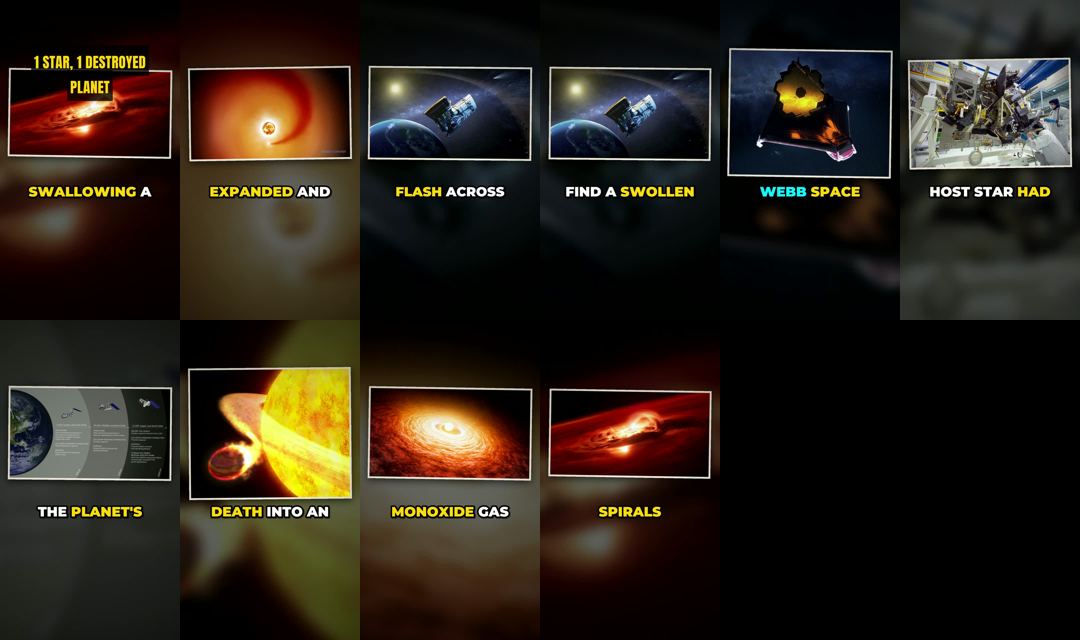 1 STAR, 1 DESTROYED
PLANET
SWALLOWING A
EXPANDED AND
FLASH ACROSS
FIND A SWOLLEN
WEBB SPACE
HOST STAR HAD
THE PLANET'S
DEATH INTO AN
MONOXIDE GAS
SPIRALS